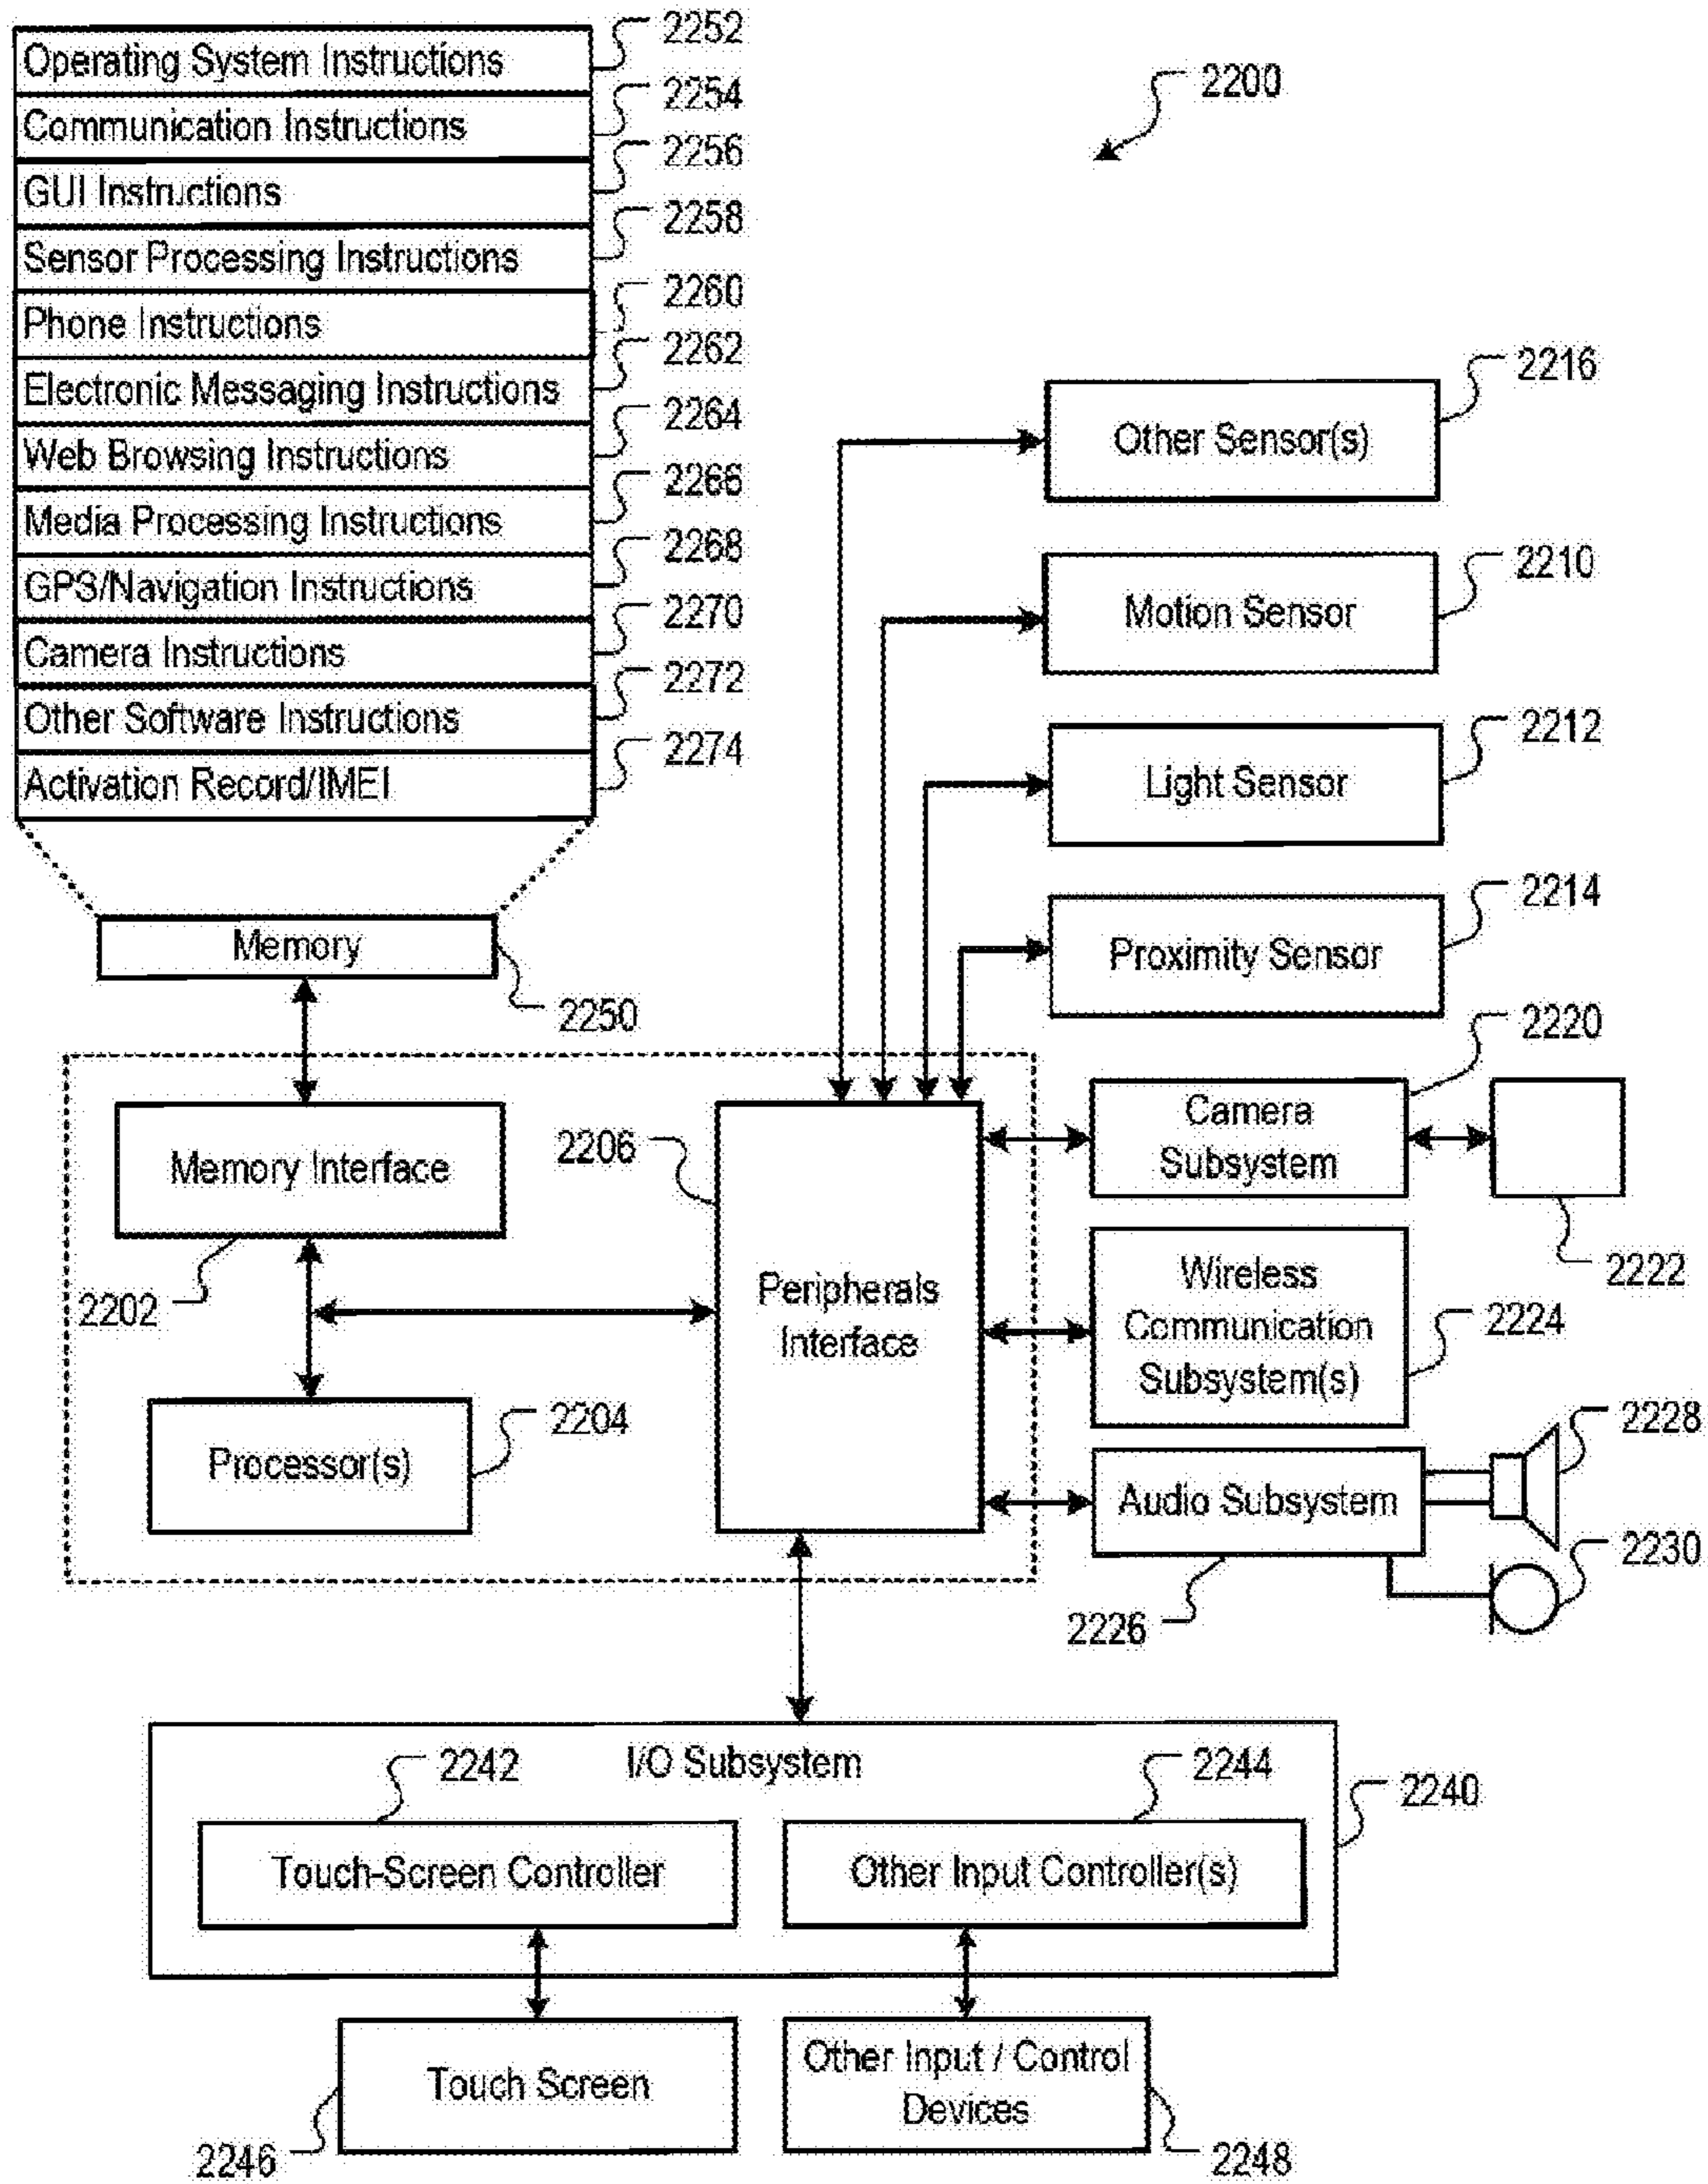 2252
Operating System Instructions
2254
Communication Instructions
2256
GUI Instructions
2258
Sensor Processing Instructions
2260
Phone Instructions
2262
Electronic Messaging Instructions
2264
Web Browsing Instructions
2266
Media Processing Instructions
2268
GPS/Navigation Instructions
2270
Camera Instructions
2272
Other Software Instructions
2274
Activation Record/IMEI
2200
2216
Other Sensor(s)
2210
Motion Sensor
2212
Light Sensor
2214
Proximity Sensor
Memory
2250
2220
Camera
Subsystem
2222
Memory Interface
2202
2206
Peripherals
Interface
Wireless
Communication
Subsystem(s)
2224
Processor(s)
2204
2228
Audio Subsystem
2230
2226
I/O Subsystem
2242
2244
2240
Touch-Screen Controller
Other Input Controller(s)
Touch Screen
2246
Other Input / Control
Devices
2248